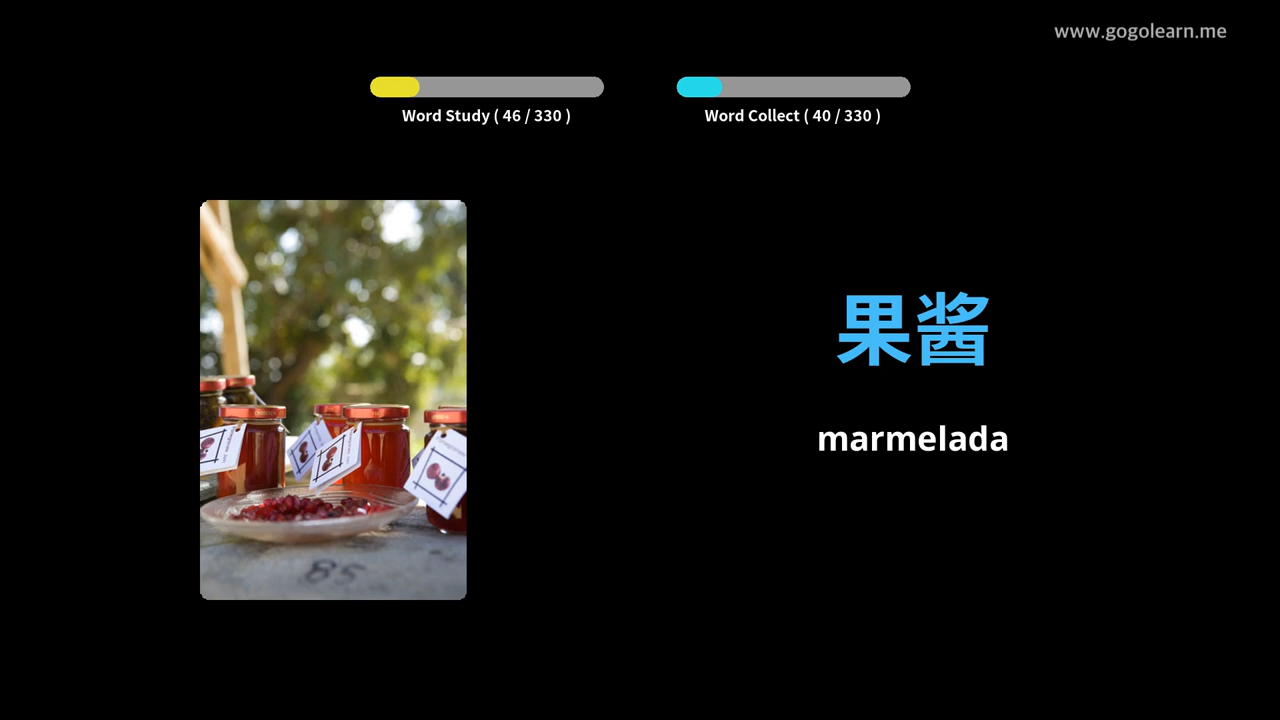 www.gogolearn.me
Word Study ( 46 / 330 )
Word Collect ( 40 / 330 )
果酱
marmelada
85